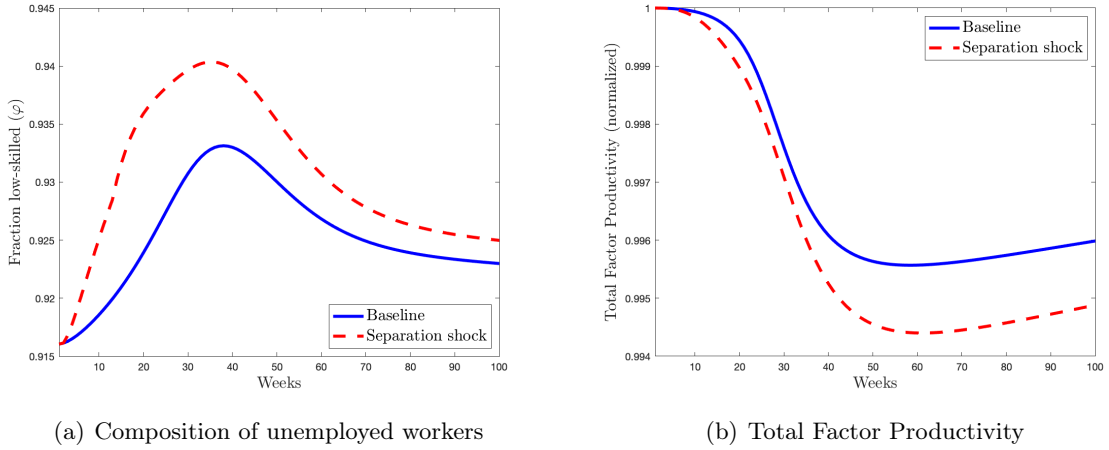 0.945
0.94
0.935
0.93
0.925
0.92
0.915
Fraction low-skilled (φ)
Baseline
Separation shock
10 20 30 40 50 60 70 80 90 100
Weeks
(a) Composition of unemployed workers
1
0.999
0.998
0.997
0.996
0.995
0.994
Total Factor Productivity (normalized)
Baseline
Separation shock
10 20 30 40 50 60 70 80 90 100
Weeks
(b) Total Factor Productivity